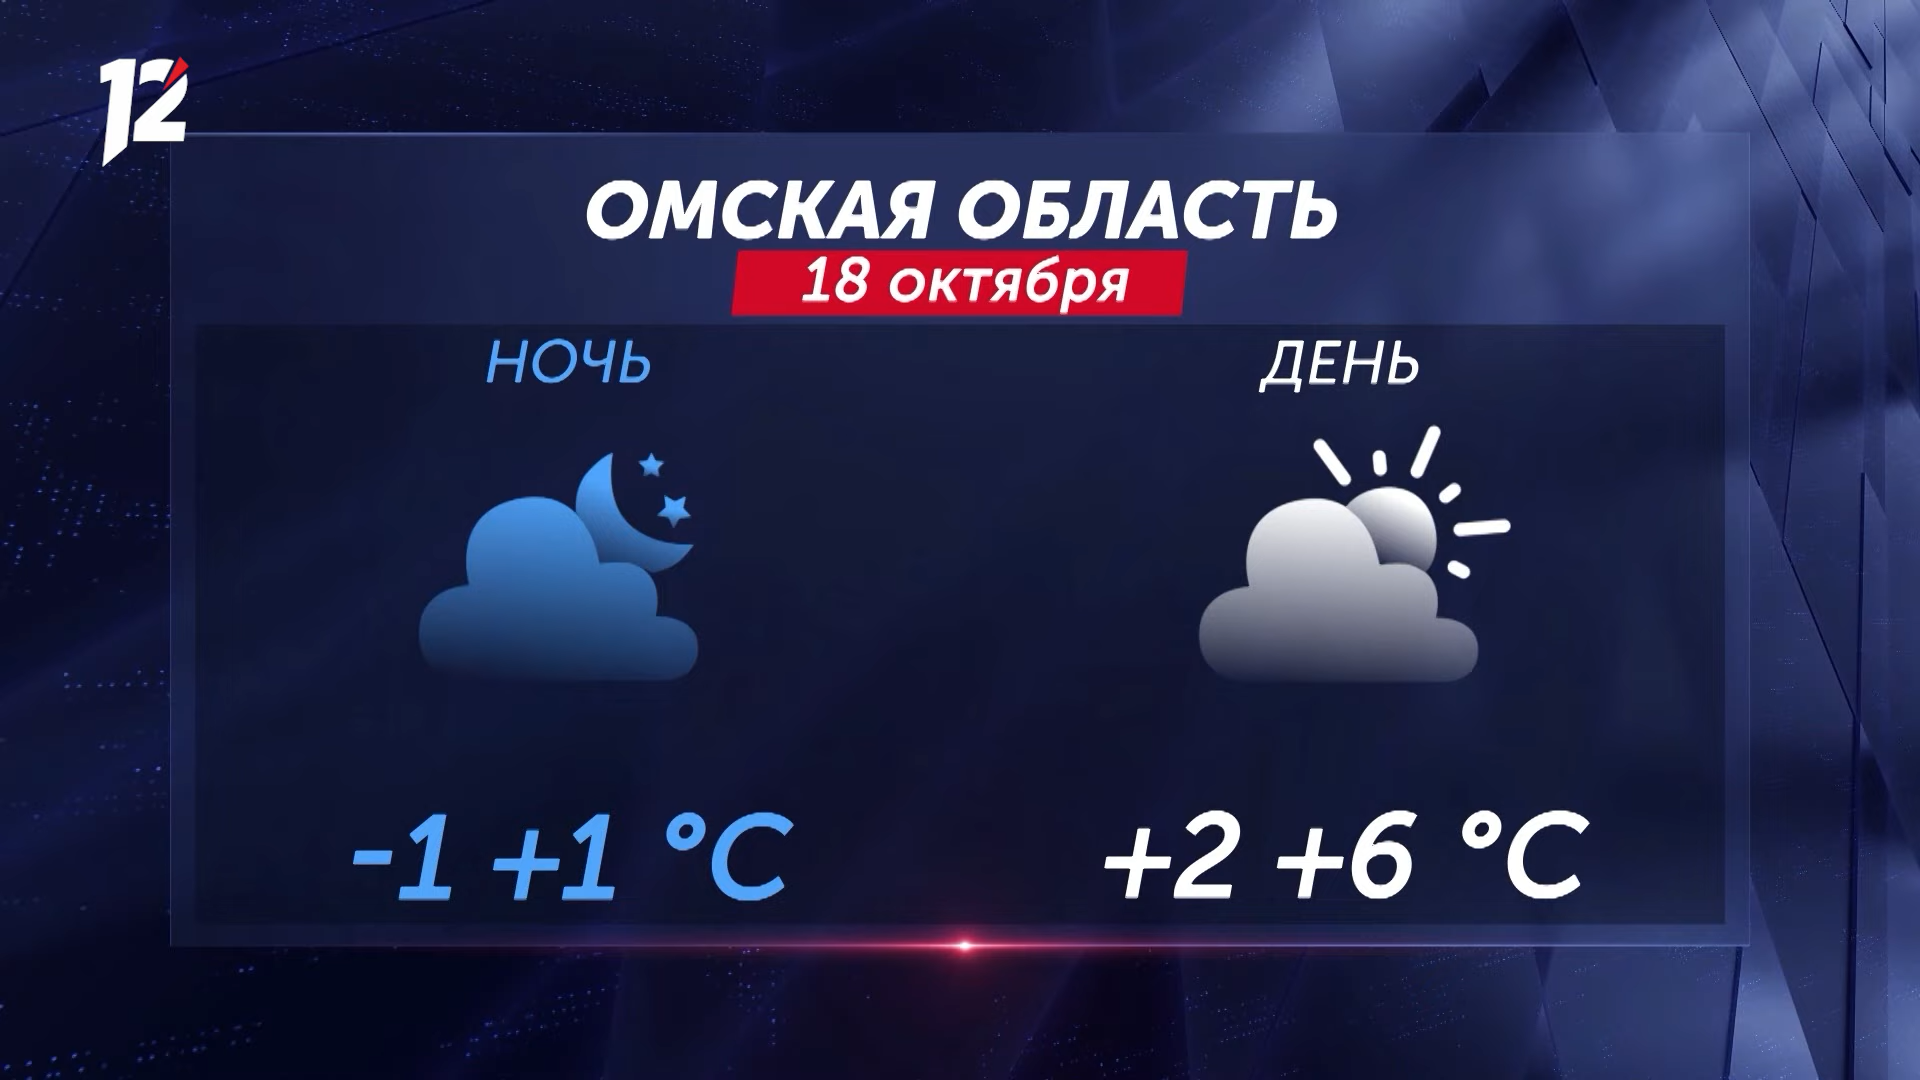 12
ОМСКАЯ ОБЛАСТЬ
18 октября
НОЧЬ
ДЕНЬ
-1 +1 °C
+2 +6 °C